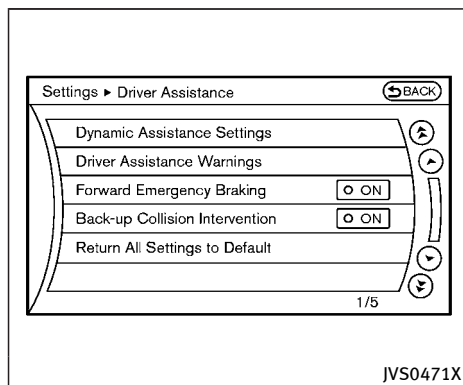 Settings ▸ Driver Assistance BACK
Dynamic Assistance Settings
Driver Assistance Warnings
Forward Emergency Braking ON
Back-up Collision Intervention ON
Return All Settings to Default
1/5
JVS0471X